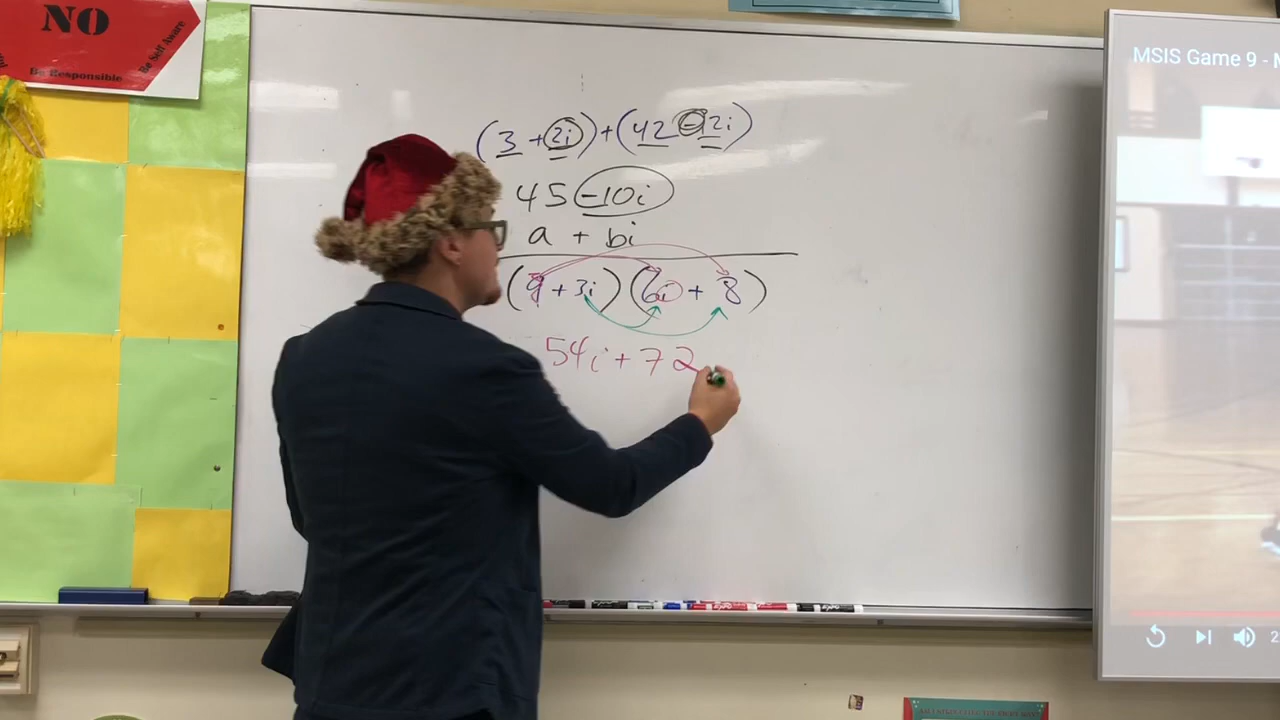 NO
Be Responsible
Be Self Aware
MSIS Game 9 -
(3 + 2i) + (42 - 12i)
45 - 10i
a + bi
(9 + 3i)(6i + 8)
54i + 72